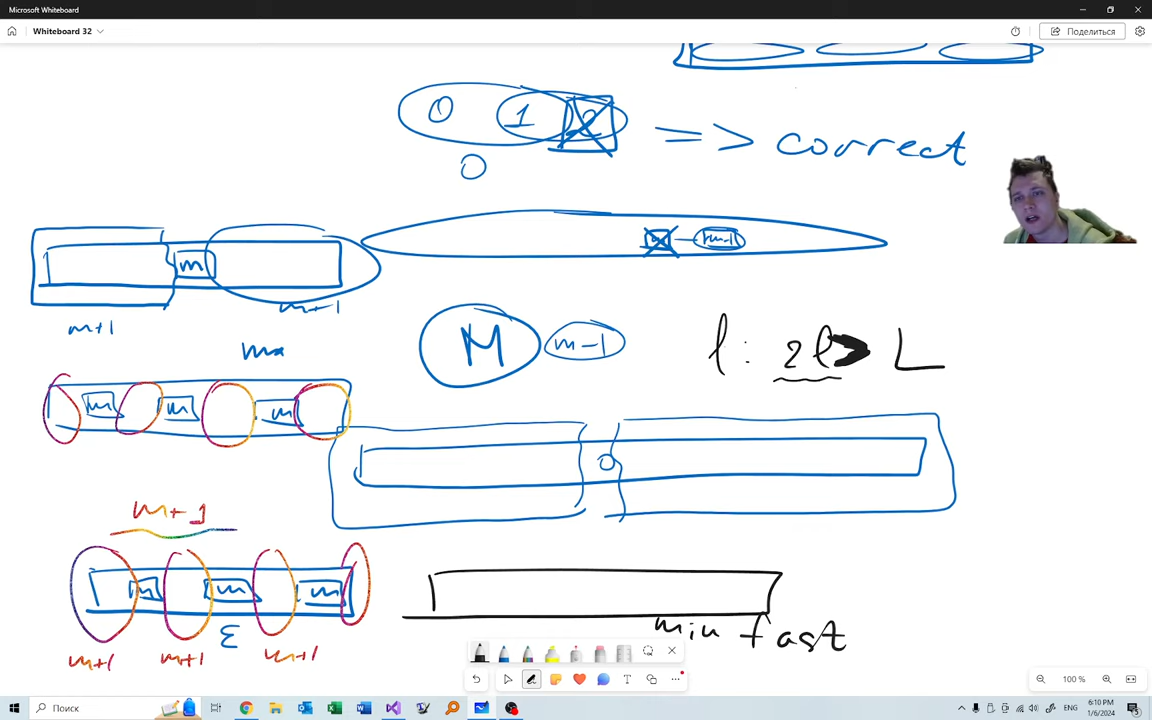 Microsoft Whiteboard
Whiteboard 32
Поделиться
0 1 2 => correct
0
m
m-1
m+1
m+1
M m-1
l: 2l > L
ma
m m m
0
m+1
m m m
m+1 m+1 m+1
min fast
100 %
Поиск
ENG
6:10 PM
1/6/2024